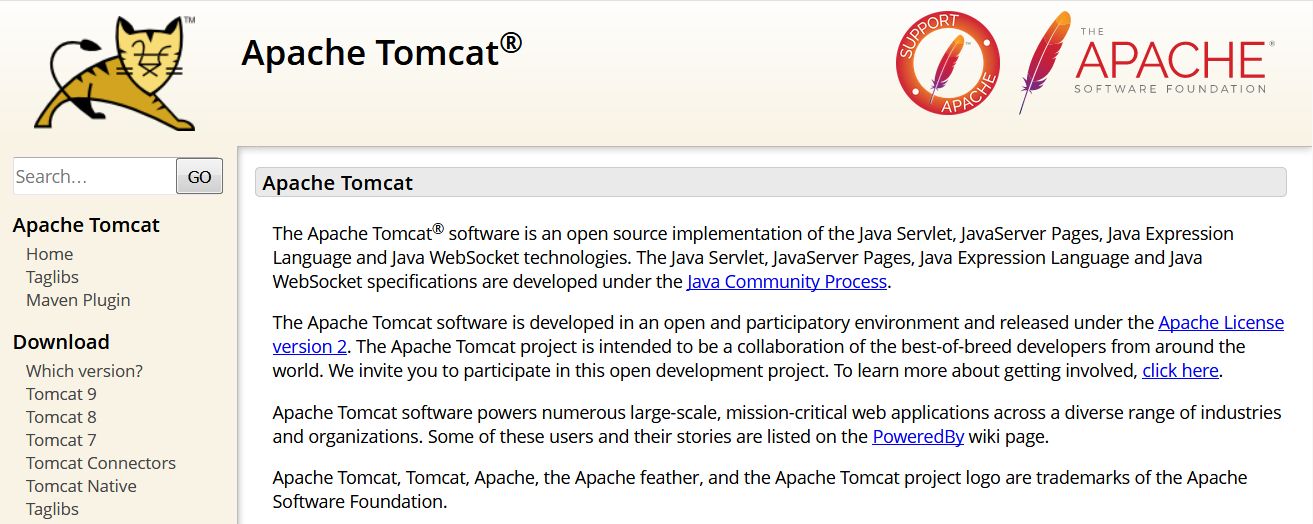 ™
Apache Tomcat®
SUPPORT
APACHE
THE
APACHE®
SOFTWARE FOUNDATION
Search...
GO
Apache Tomcat
Home
Taglibs
Maven Plugin
Download
Which version?
Tomcat 9
Tomcat 8
Tomcat 7
Tomcat Connectors
Tomcat Native
Taglibs
Apache Tomcat
The Apache Tomcat® software is an open source implementation of the Java Servlet, JavaServer Pages, Java Expression
Language and Java WebSocket technologies. The Java Servlet, JavaServer Pages, Java Expression Language and Java
WebSocket specifications are developed under the Java Community Process.
The Apache Tomcat software is developed in an open and participatory environment and released under the Apache License
version 2. The Apache Tomcat project is intended to be a collaboration of the best-of-breed developers from around the
world. We invite you to participate in this open development project. To learn more about getting involved, click here.
Apache Tomcat software powers numerous large-scale, mission-critical web applications across a diverse range of industries
and organizations. Some of these users and their stories are listed on the PoweredBy wiki page.
Apache Tomcat, Tomcat, Apache, the Apache feather, and the Apache Tomcat project logo are trademarks of the Apache
Software Foundation.